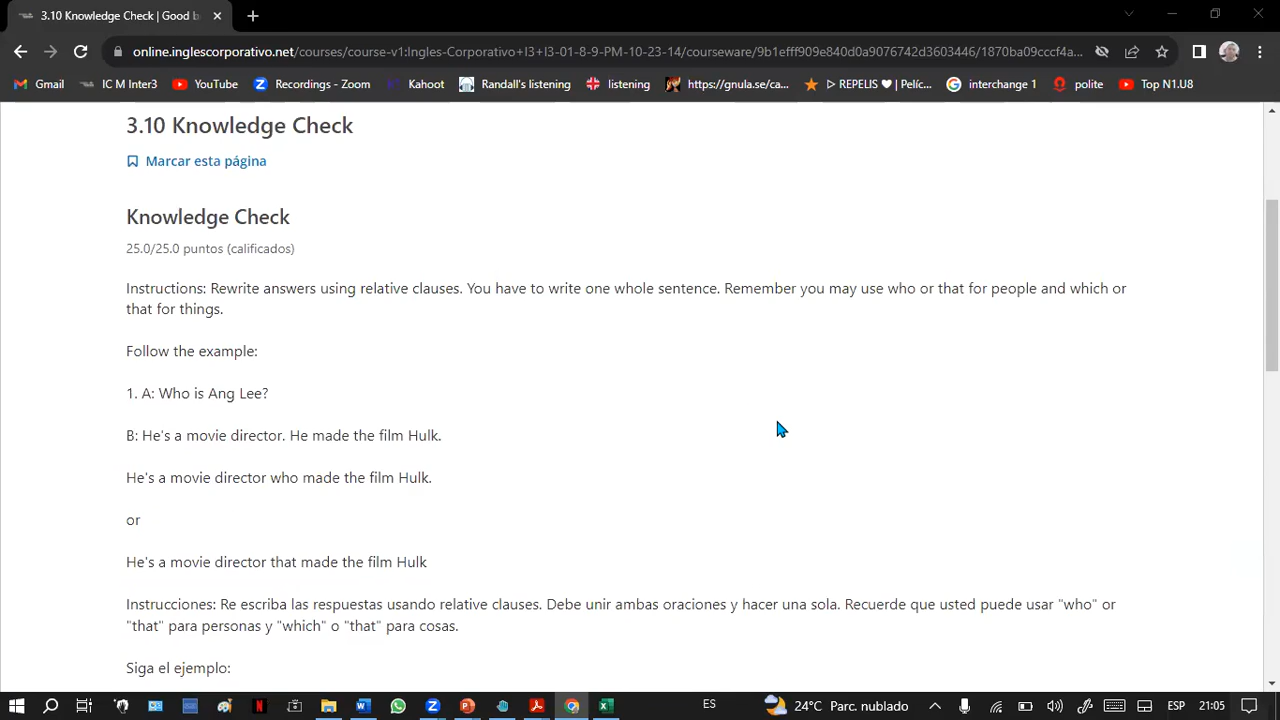 3.10 Knowledge Check | Good b
online.inglescorporativo.net/courses/course-v1:Ingles-Corporativo+I3+I3-01-8-9-PM-10-23-14/courseware/9b1efff909e840d0a9076742d3603446/1870ba09cccf4a...
Gmail IC M Inter3 YouTube Recordings - Zoom Kahoot Randall's listening listening https://gnula.se/ca... ▷ REPELIS ♥ | Pelíc... interchange 1 polite Top N1.U8
3.10 Knowledge Check
Marcar esta página
Knowledge Check
25.0/25.0 puntos (calificados)
Instructions: Rewrite answers using relative clauses. You have to write one whole sentence. Remember you may use who or that for people and which or
that for things.
Follow the example:
1. A: Who is Ang Lee?
B: He's a movie director. He made the film Hulk.
He's a movie director who made the film Hulk.
or
He's a movie director that made the film Hulk
Instrucciones: Re escriba las respuestas usando relative clauses. Debe unir ambas oraciones y hacer una sola. Recuerde que usted puede usar "who" or
"that" para personas y "which" o "that" para cosas.
Siga el ejemplo:
ES 24°C Parc. nublado ESP 21:05